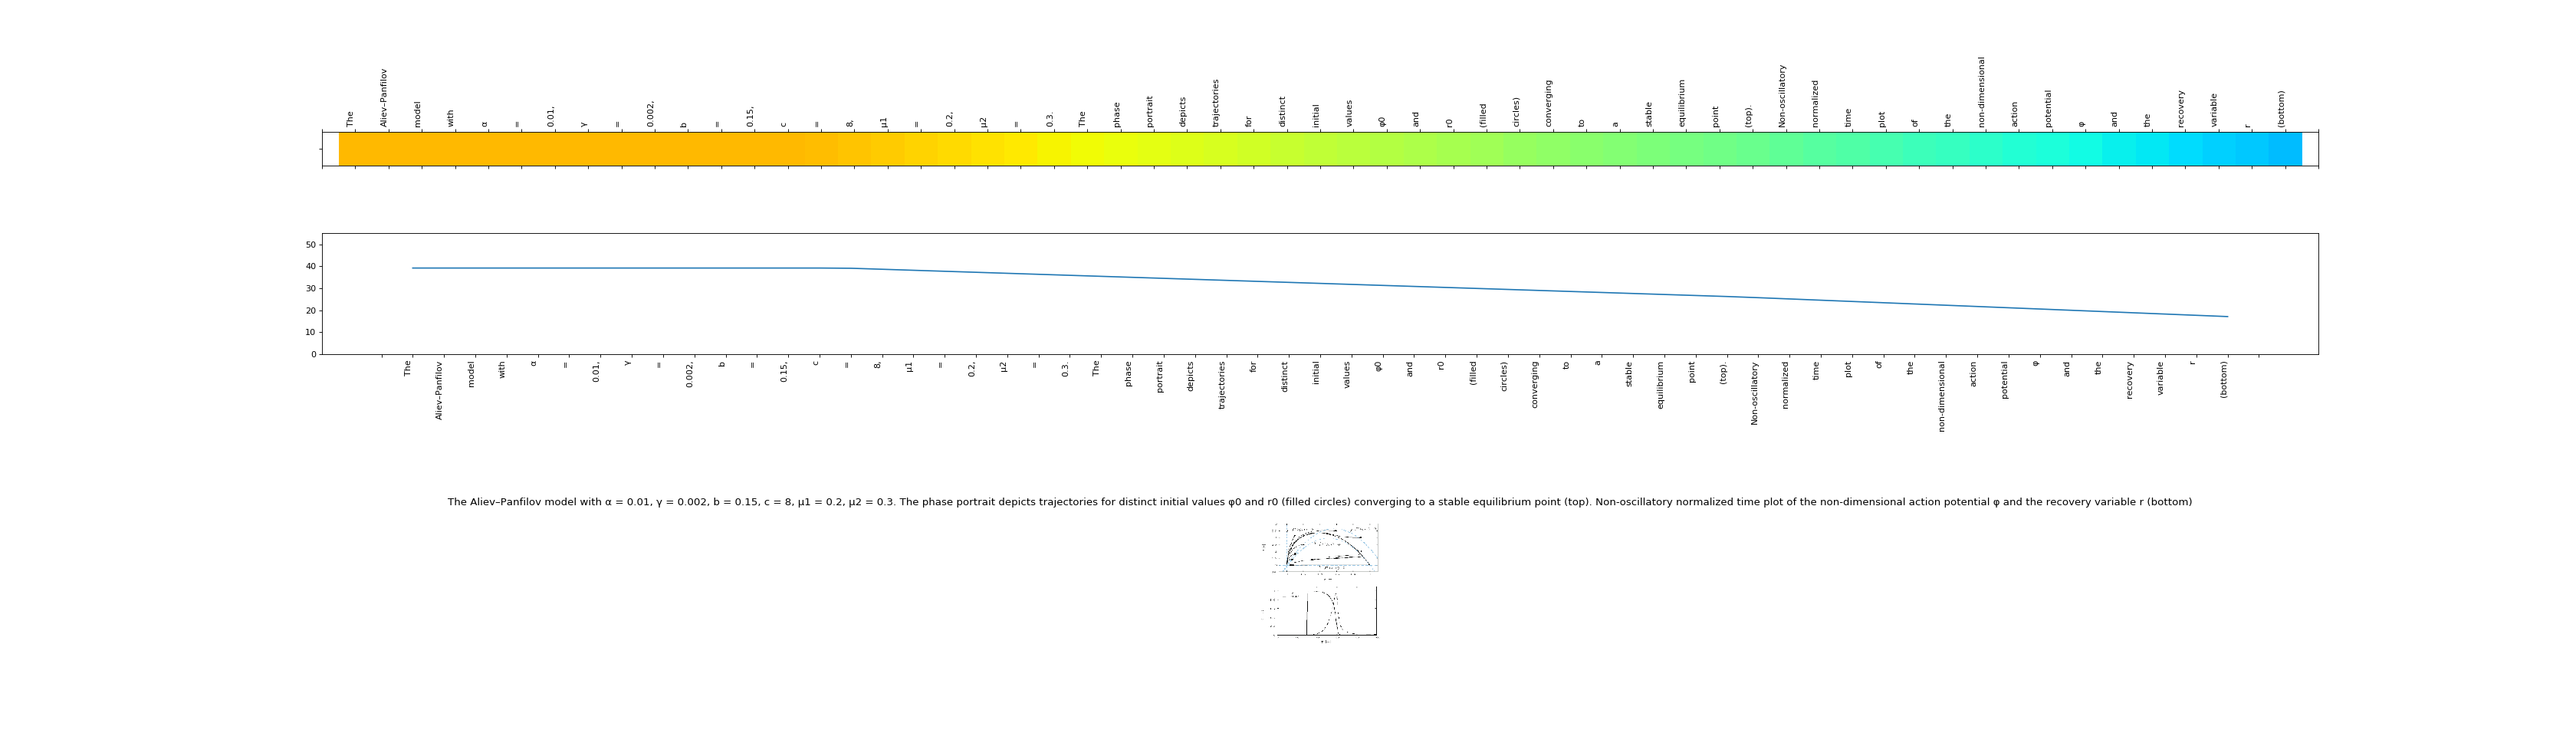 The Aliev–Panfilov model with α = 0.01, γ = 0.002, b = 0.15, c = 8, μ1 = 0.2, μ2 = 0.3. The phase portrait depicts trajectories for distinct initial values φ0 and r0 (filled circles) converging to a stable equilibrium point (top). Non-oscillatory normalized time plot of the non-dimensional action potential φ and the recovery variable r (bottom)
50
40
30
20
10
0
The Aliev–Panfilov model with α = 0.01, γ = 0.002, b = 0.15, c = 8, μ1 = 0.2, μ2 = 0.3. The phase portrait depicts trajectories for distinct initial values φ0 and r0 (filled circles) converging to a stable equilibrium point (top). Non-oscillatory normalized time plot of the non-dimensional action potential φ and the recovery variable r (bottom)
The Aliev–Panfilov model with α = 0.01, γ = 0.002, b = 0.15, c = 8, μ1 = 0.2, μ2 = 0.3. The phase portrait depicts trajectories for distinct initial values φ0 and r0 (filled circles) converging to a stable equilibrium point (top). Non-oscillatory normalized time plot of the non-dimensional action potential φ and the recovery variable r (bottom)